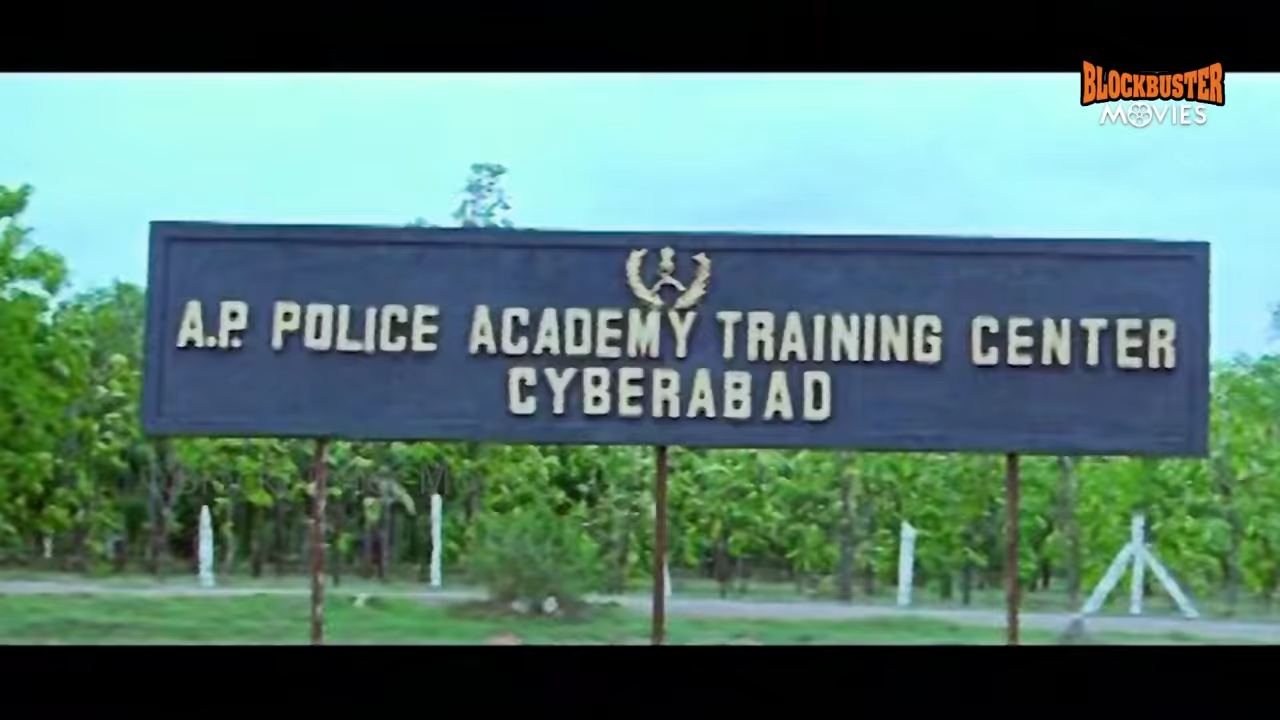 BLOCKBUSTER
MOVIES
A.P. POLICE ACADEMY TRAINING CENTER
CYBERABAD